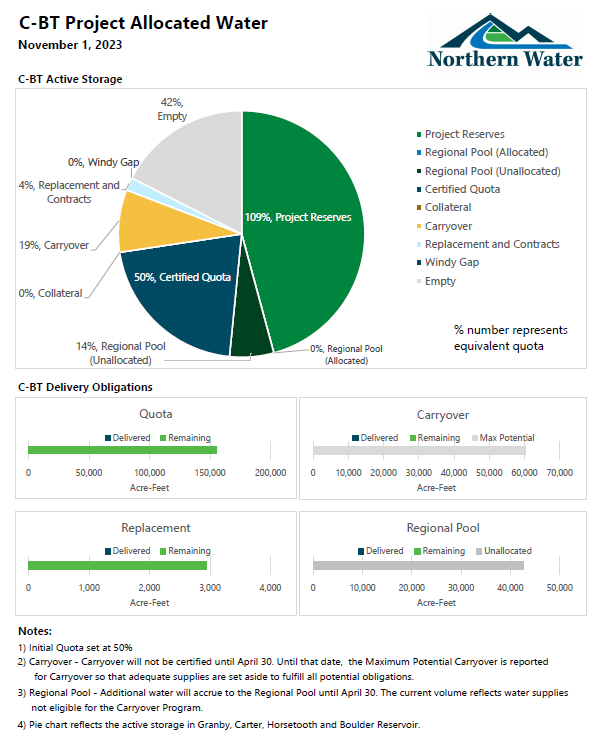 C-BT Project Allocated Water
November 1, 2023
Northern Water
C-BT Active Storage
42%,
Empty
0%, Windy Gap
4%, Replacement and
Contracts
19%, Carryover
0%, Collateral
109%, Project Reserves
50%, Certified Quota
14%, Regional Pool
(Unallocated)
0%, Regional Pool
(Allocated)
Project Reserves
Regional Pool (Allocated)
Regional Pool (Unallocated)
Certified Quota
Collateral
Carryover
Replacement and Contracts
Windy Gap
Empty
% number represents
equivalent quota
C-BT Delivery Obligations
Quota
Delivered Remaining
0 50,000 100,000 150,000 200,000
Acre-Feet
Carryover
Delivered Remaining Max Potential
0 10,000 20,000 30,000 40,000 50,000 60,000 70,000
Acre-Feet
Replacement
Delivered Remaining
0 1,000 2,000 3,000 4,000
Acre-Feet
Regional Pool
Delivered Remaining Unallocated
0 10,000 20,000 30,000 40,000 50,000
Acre-Feet
Notes:
1) Initial Quota set at 50%
2) Carryover - Carryover will not be certified until April 30. Until that date, the Maximum Potential Carryover is reported
for Carryover so that adequate supplies are set aside to fulfill all potential obligations.
3) Regional Pool - Additional water will accrue to the Regional Pool until April 30. The current volume reflects water supplies
not eligible for the Carryover Program.
4) Pie chart reflects the active storage in Granby, Carter, Horsetooth and Boulder Reservoir.